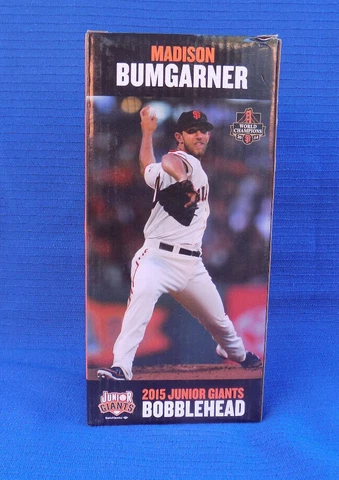 MADISON
BUMGARNER
WORLD
CHAMPIONS
2015 JUNIOR GIANTS
BOBBLEHEAD
JUNIOR
GIANTS